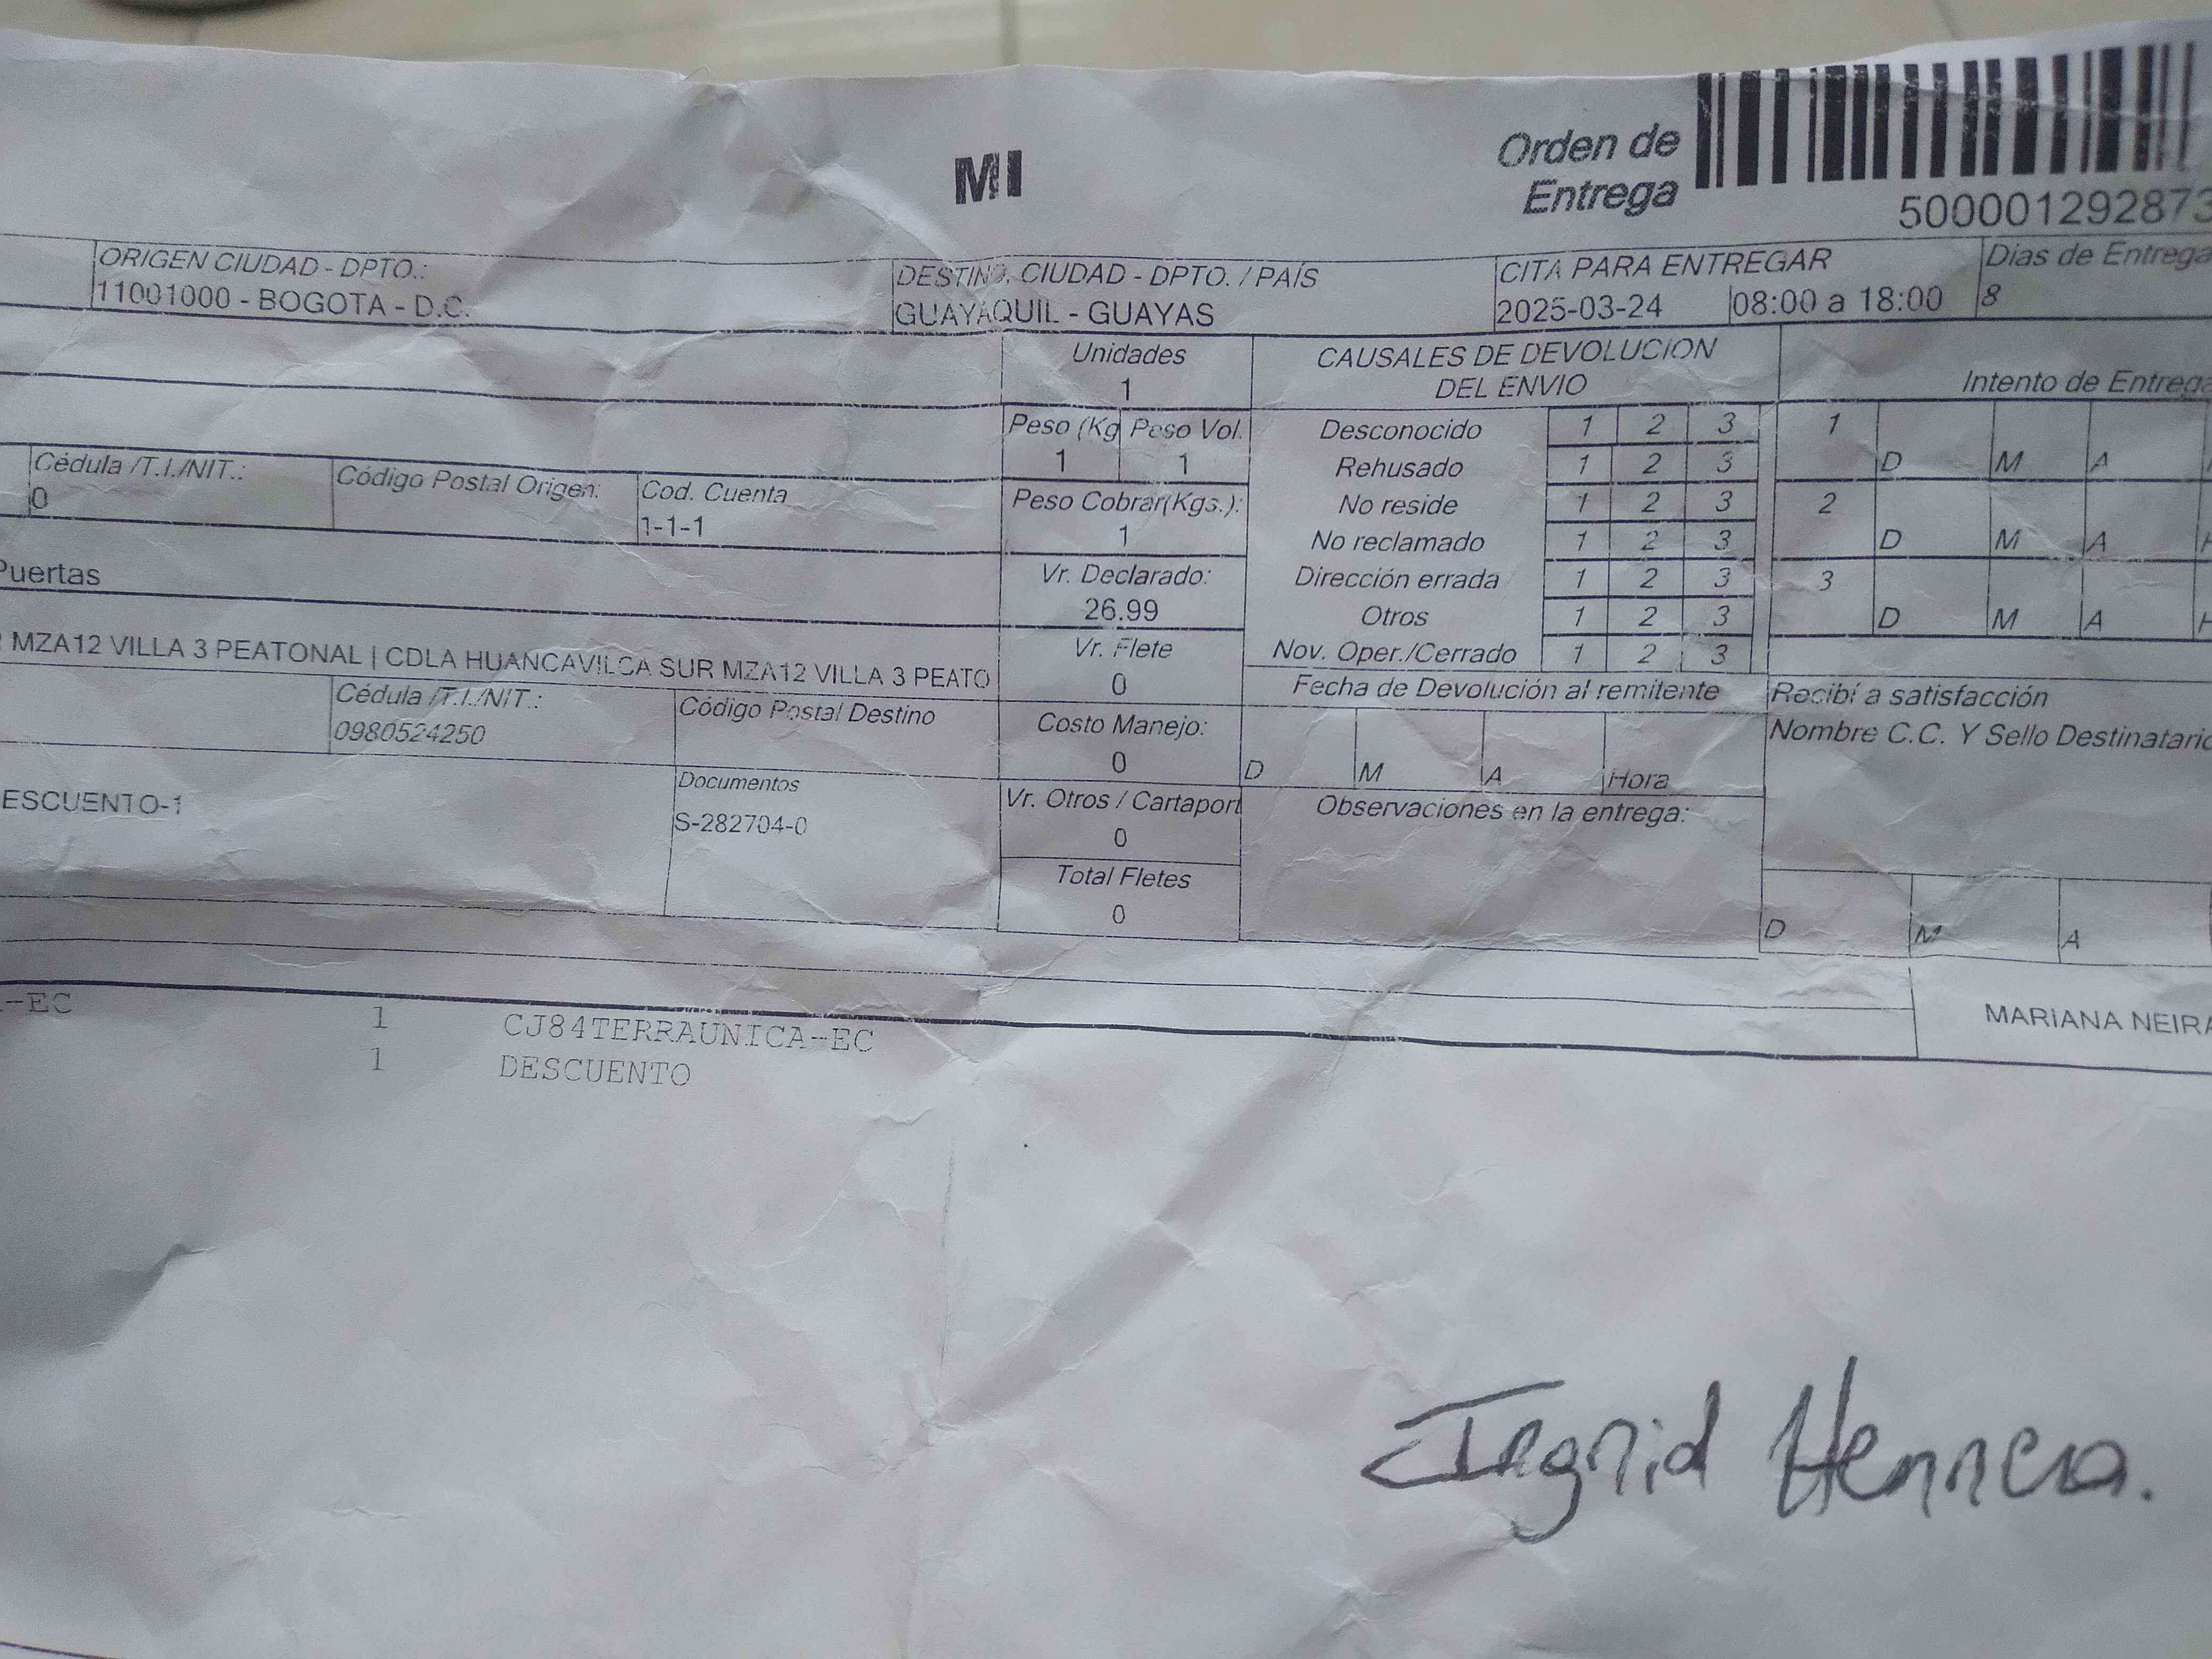 MI
Orden de
Entrega
500001292873
ORIGEN CIUDAD - DPTO.:
11001000 - BOGOTA - D.C.
DESTINO, CIUDAD - DPTO. / PAÍS
GUAYAQUIL - GUAYAS
CITA PARA ENTREGAR
2025-03-24 08:00 a 18:00
Dias de Entrega
8
Unidades
1
CAUSALES DE DEVOLUCION
DEL ENVIO
Intento de Entrega
Peso (Kg Peso Vol.
1 1
Desconocido 1 2 3
Rehusado 1 2 3
No reside 1 2 3
No reclamado 1 2 3
Dirección errada 1 2 3
Otros 1 2 3
Nov. Oper./Cerrado 1 2 3
1 D M A
2 D M A H
3 D M A H
Cédula /T.I./NIT.:
0
Código Postal Origen:
Cod. Cuenta
1-1-1
Peso Cobrar(Kgs.):
1
Puertas
Vr. Declarado:
26.99
MZA12 VILLA 3 PEATONAL | CDLA HUANCAVILCA SUR MZA12 VILLA 3 PEATO
Vr. Flete
0
Fecha de Devolución al remitente
D M A Hora
Recibí a satisfacción
Nombre C.C. Y Sello Destinatario
Cédula /T.I./NIT.:
0980524250
Código Postal Destino
Costo Manejo:
0
ESCUENTO-1
Documentos
S-282704-0
Vr. Otros / Cartaport
0
Observaciones en la entrega:
Total Fletes
0
D M A
MARIANA NEIRA
-EC 1 CJ84TERRAUNICA-EC
1 DESCUENTO
Ingrid Herrera.